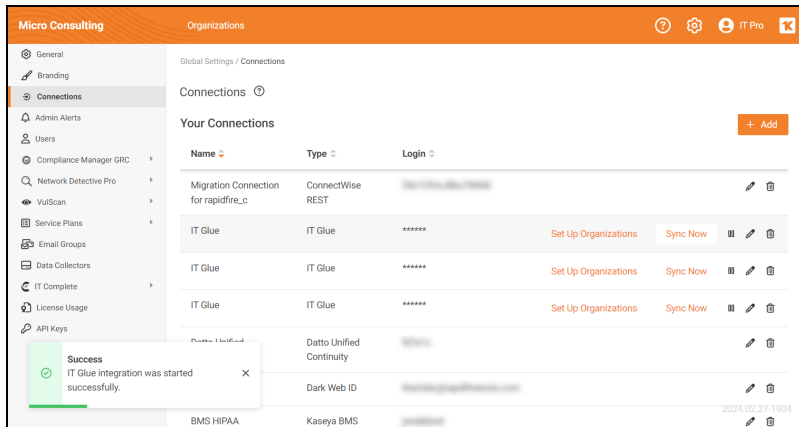 Micro Consulting
Organizations
IT Pro
General
Branding
Connections
Admin Alerts
Users
Compliance Manager GRC
Network Detective Pro
VulScan
Service Plans
Email Groups
Data Collectors
IT Complete
License Usage
API Keys
Global Settings / Connections
Connections
Your Connections
+ Add
Name Type Login
Migration Connection ConnectWise
for rapidfire_c REST
IT Glue IT Glue ****** Set Up Organizations Sync Now
IT Glue IT Glue ****** Set Up Organizations Sync Now
IT Glue IT Glue ****** Set Up Organizations Sync Now
Datto Unified Datto Unified
Continuity
Dark Web ID
BMS HIPAA Kaseya BMS
Success
IT Glue integration was started
successfully.
2024.02.27-1904